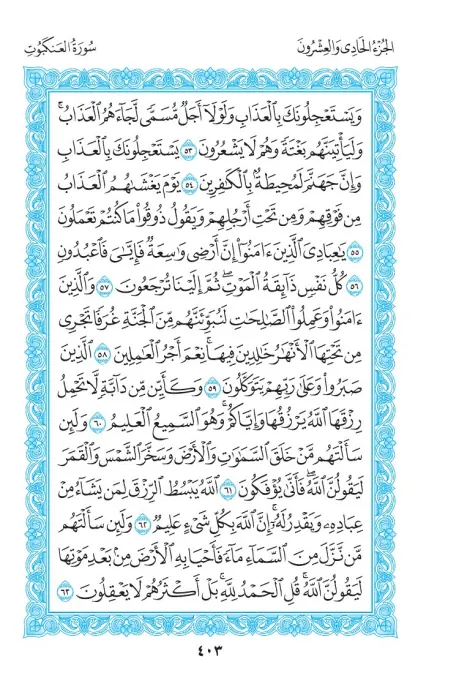 سُورَةُ العَنكَبُوتِ
الجُزْءُ الحَادِى وَالعِشْرُونَ
وَيَسْتَعْجِلُونَكَ بِٱلْعَذَابِ وَلَوْلَآ أَجَلٌ مُّسَمًّى لَّجَآءَهُمُ ٱلْعَذَابُۚ
وَلَيَأْتِيَنَّهُم بَغْتَةً وَهُمْ لَا يَشْعُرُونَ ٥٣ يَسْتَعْجِلُونَكَ بِٱلْعَذَابِ
وَإِنَّ جَهَنَّمَ لَمُحِيطَةٌۢ بِٱلْكَٰفِرِينَ ٥٤ يَوْمَ يَغْشَىٰهُمُ ٱلْعَذَابُ
مِن فَوْقِهِمْ وَمِن تَحْتِ أَرْجُلِهِمْ وَيَقُولُ ذُوقُوا۟ مَا كُنتُمْ تَعْمَلُونَ
٥٥ يَٰعِبَادِىَ ٱلَّذِينَ ءَامَنُوٓا۟ إِنَّ أَرْضِى وَٰسِعَةٌ فَإِيَّٰىَ فَٱعْبُدُونِ
٥٦ كُلُّ نَفْسٍ ذَآئِقَةُ ٱلْمَوْتِۖ ثُمَّ إِلَيْنَا تُرْجَعُونَ ٥٧ وَٱلَّذِينَ
ءَامَنُوا۟ وَعَمِلُوا۟ ٱلصَّٰلِحَٰتِ لَنُبَوِّئَنَّهُم مِّنَ ٱلْجَنَّةِ غُرَفًا تَجْرِى
مِن تَحْتِهَا ٱلْأَنْهَٰرُ خَٰلِدِينَ فِيهَاۚ نِعْمَ أَجْرُ ٱلْعَٰمِلِينَ ٥٨ ٱلَّذِينَ
صَبَرُوا۟ وَعَلَىٰ رَبِّهِمْ يَتَوَكَّلُونَ ٥٩ وَكَأَيِّن مِّن دَآبَّةٍ لَّا تَحْمِلُ
رِزْقَهَا ٱللَّهُ يَرْزُقُهَا وَإِيَّاكُمْۚ وَهُوَ ٱلسَّمِيعُ ٱلْعَلِيمُ ٦٠ وَلَئِن
سَأَلْتَهُم مَّنْ خَلَقَ ٱلسَّمَٰوَٰتِ وَٱلْأَرْضَ وَسَخَّرَ ٱلشَّمْسَ وَٱلْقَمَرَ
لَيَقُولُنَّ ٱللَّهُۖ فَأَنَّىٰ يُؤْفَكُونَ ٦١ ٱللَّهُ يَبْسُطُ ٱلرِّزْقَ لِمَن يَشَآءُ مِنْ
عِبَادِهِۦ وَيَقْدِرُ لَهُۥٓۚ إِنَّ ٱللَّهَ بِكُلِّ شَىْءٍ عَلِيمٌ ٦٢ وَلَئِن سَأَلْتَهُم
مَّن نَّزَّلَ مِنَ ٱلسَّمَآءِ مَآءً فَأَحْيَا بِهِ ٱلْأَرْضَ مِنۢ بَعْدِ مَوْتِهَا
لَيَقُولُنَّ ٱللَّهُۚ قُلِ ٱلْحَمْدُ لِلَّهِۚ بَلْ أَكْثَرُهُمْ لَا يَعْقِلُونَ ٦٣
٤٠٣